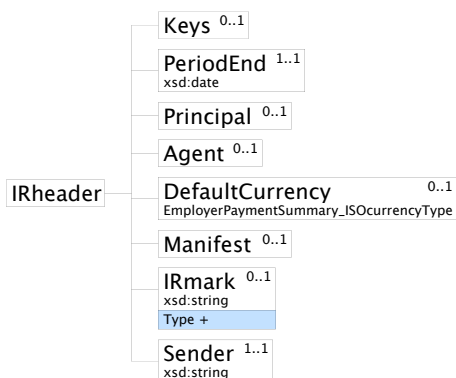 Keys 0..1
PeriodEnd 1..1
xsd:date
Principal 0..1
Agent 0..1
IRheader
DefaultCurrency 0..1
EmployerPaymentSummary_ISOcurrencyType
Manifest 0..1
IRmark 0..1
xsd:string
Type +
Sender 1..1
xsd:string